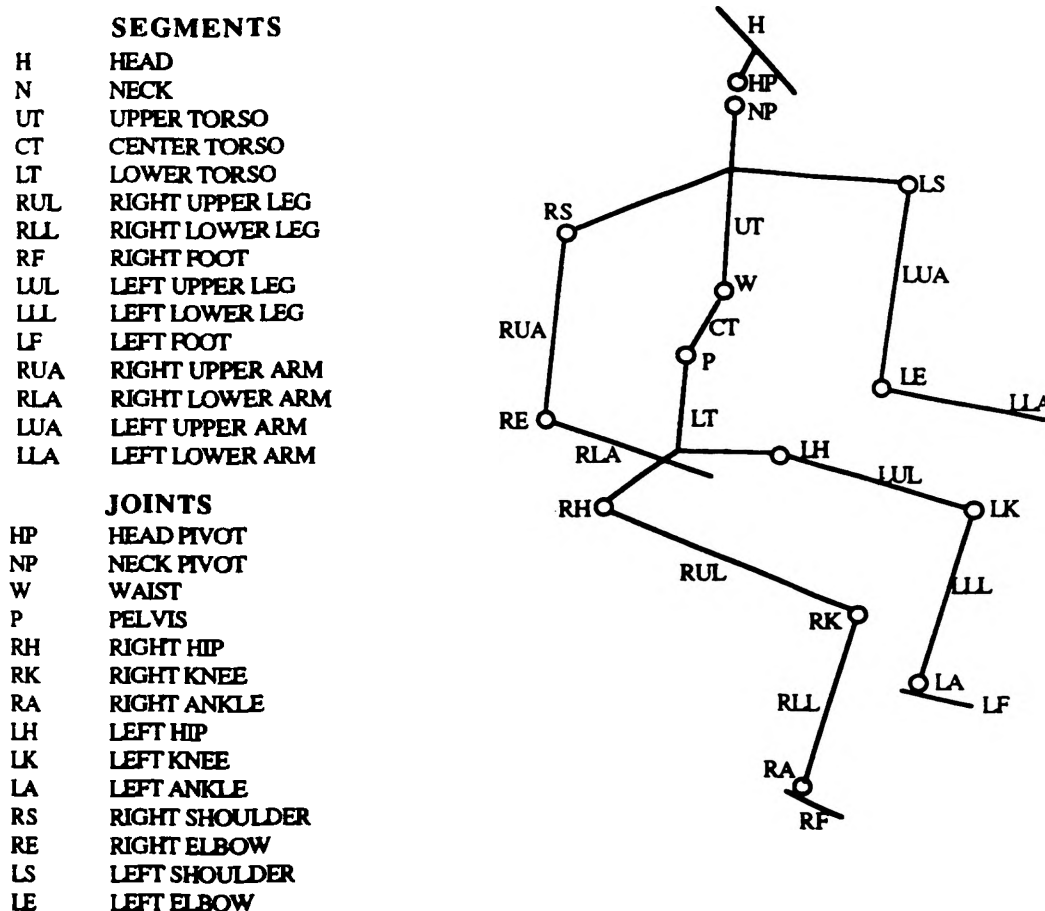 SEGMENTS
H HEAD
N NECK
UT UPPER TORSO
CT CENTER TORSO
LT LOWER TORSO
RUL RIGHT UPPER LEG
RLL RIGHT LOWER LEG
RF RIGHT FOOT
LUL LEFT UPPER LEG
LLL LEFT LOWER LEG
LF LEFT FOOT
RUA RIGHT UPPER ARM
RLA RIGHT LOWER ARM
LUA LEFT UPPER ARM
LLA LEFT LOWER ARM
JOINTS
HP HEAD PIVOT
NP NECK PIVOT
W WAIST
P PELVIS
RH RIGHT HIP
RK RIGHT KNEE
RA RIGHT ANKLE
LH LEFT HIP
LK LEFT KNEE
LA LEFT ANKLE
RS RIGHT SHOULDER
RE RIGHT ELBOW
LS LEFT SHOULDER
LE LEFT ELBOW
H
HP
NP
LS
RS
UT
LUA
W
CT
RUA
P
LE
LLA
RE
LT
RLA
LH
LUL
RH
LK
RUL
LLL
RK
LA
RLL
LF
RA
RF